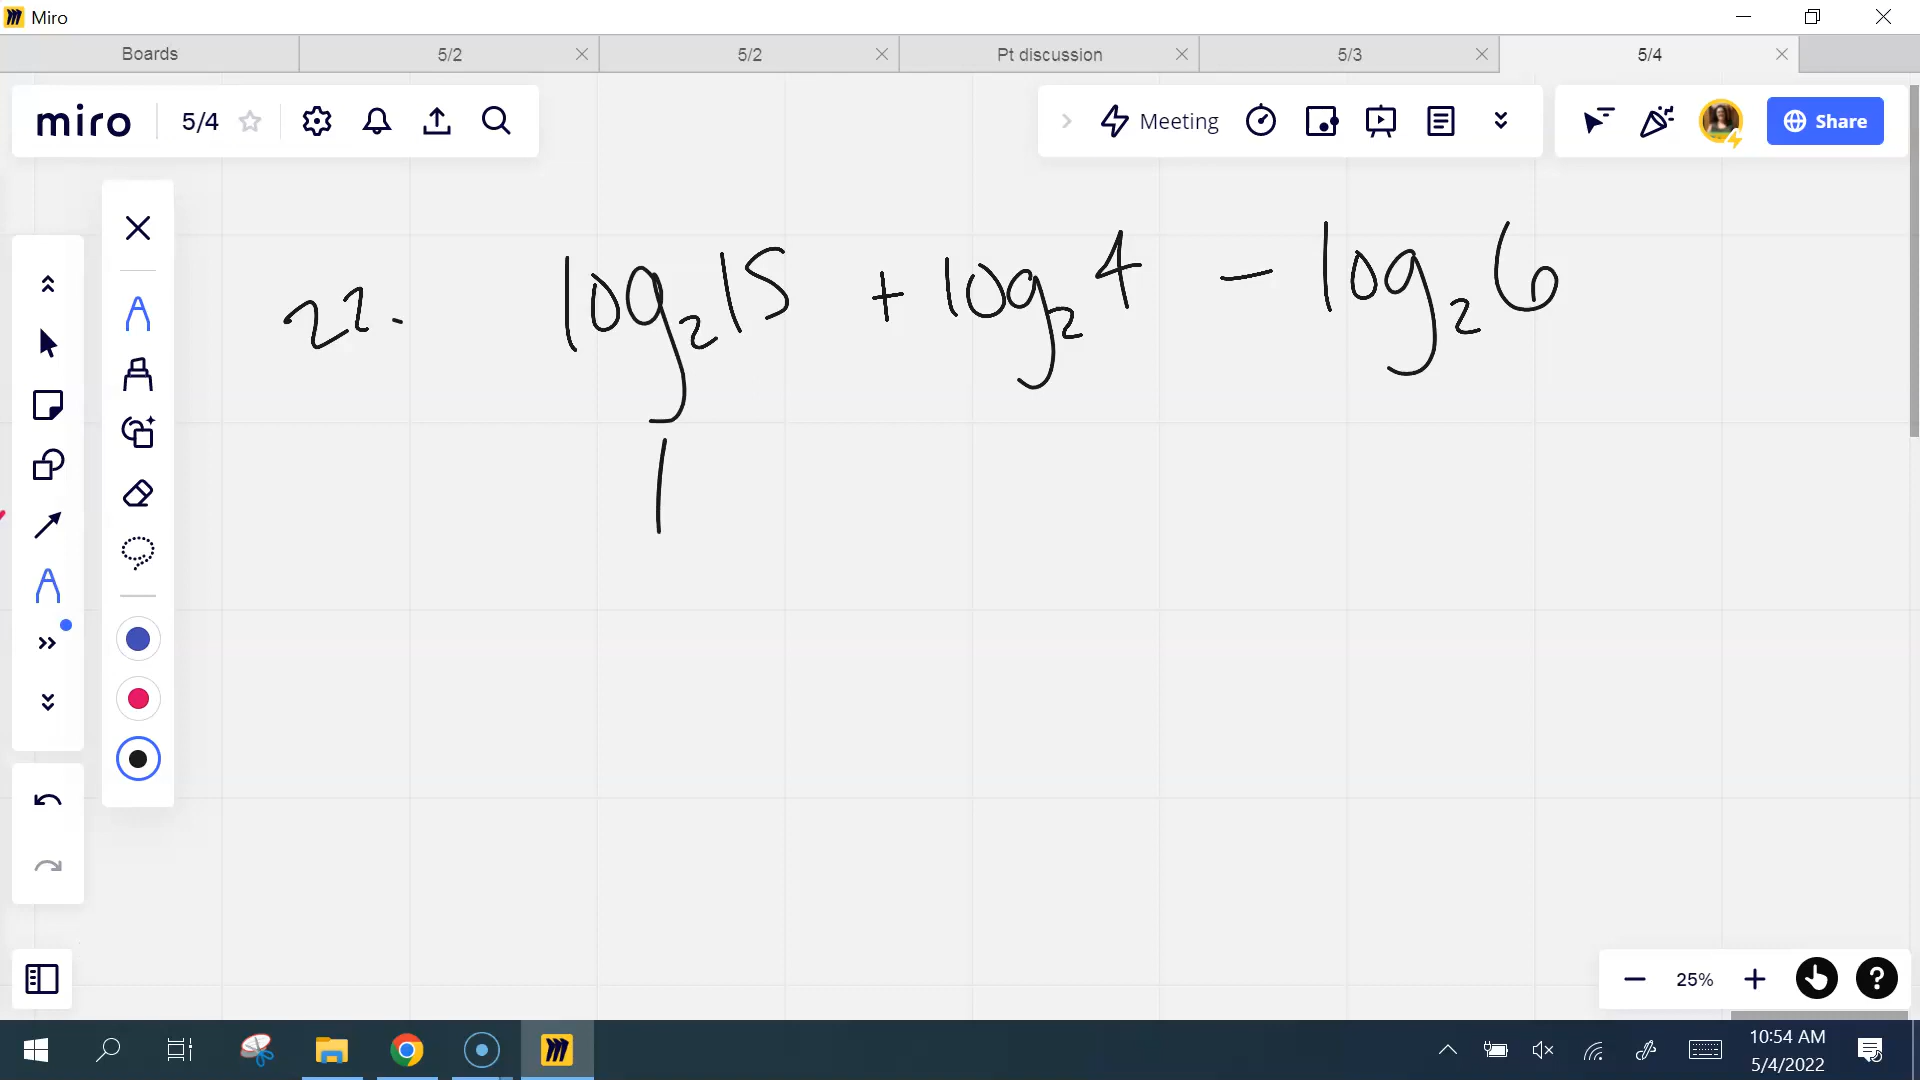 Miro
Boards 5/2 5/2 Pt discussion 5/3 5/4
miro 5/4 Meeting Share
22. log₂15 + log₂4 − log₂6
l
25%
10:54 AM
5/4/2022